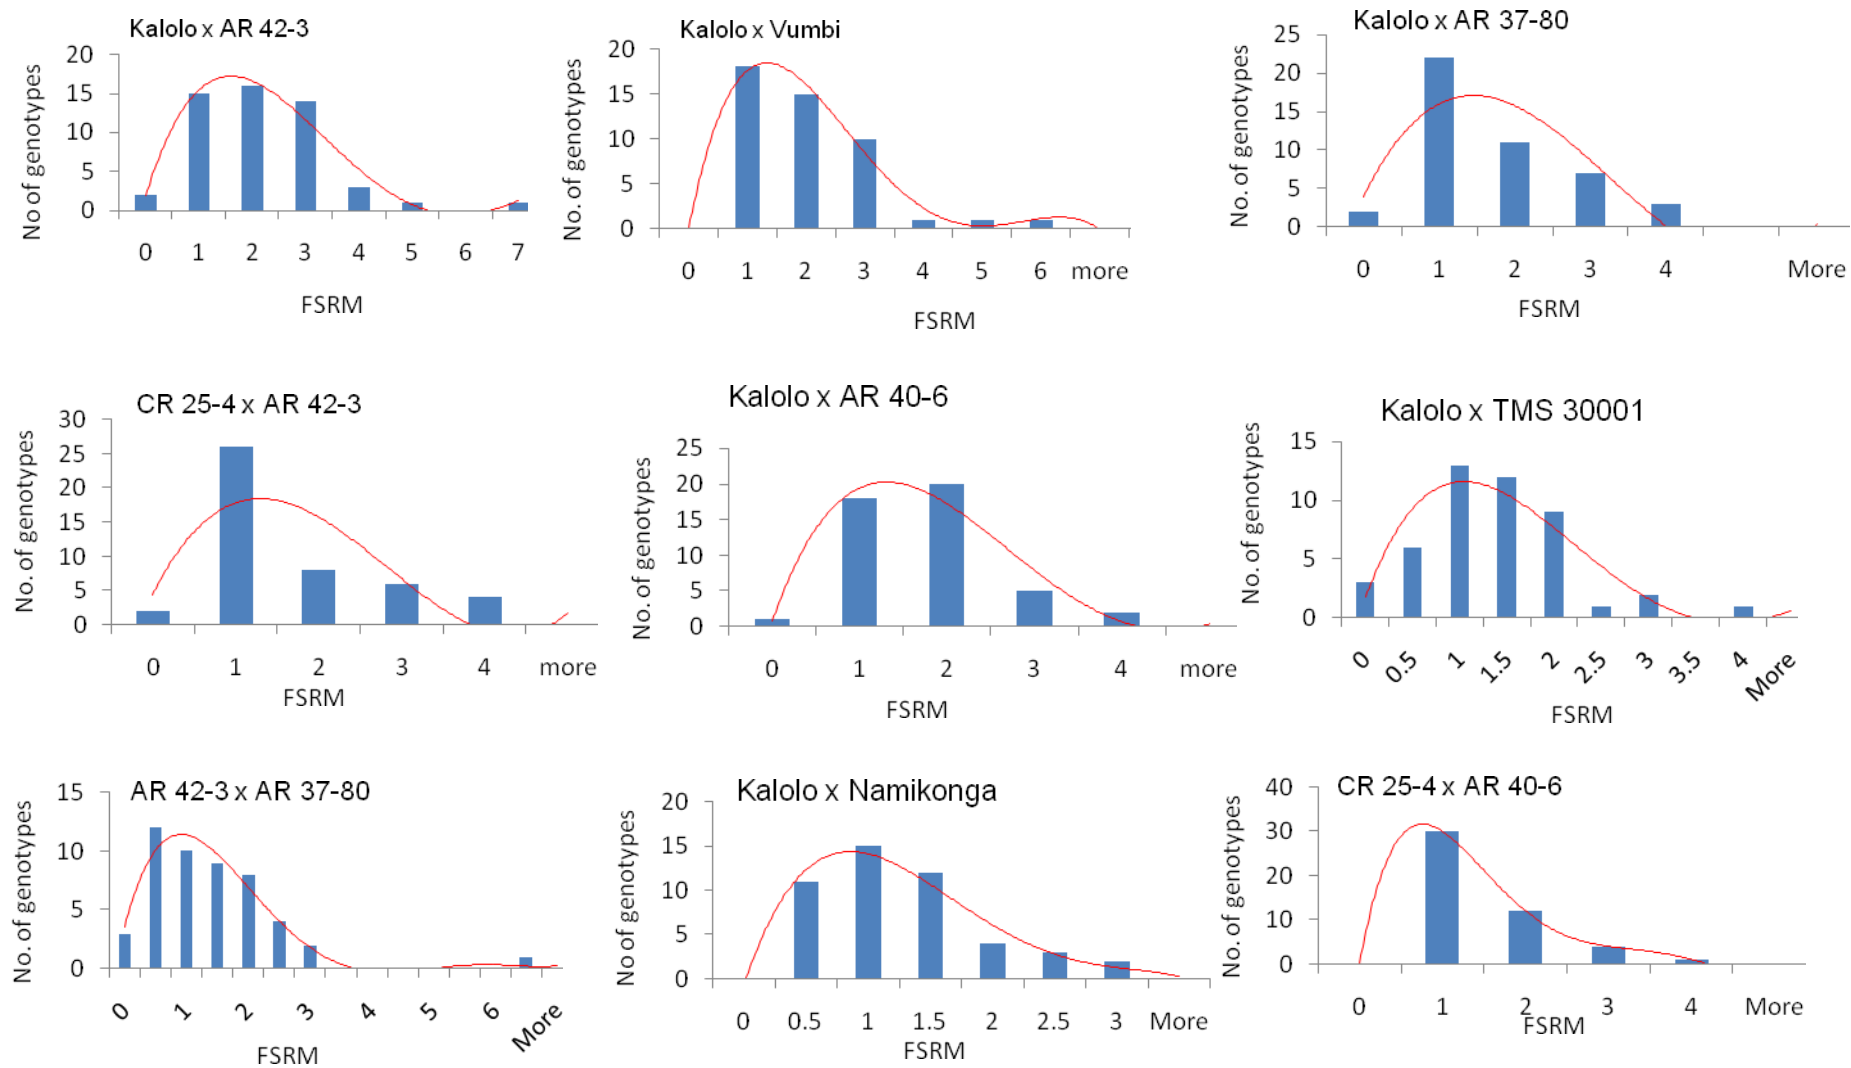 Kalolo x AR 42-3
No of genotypes
20
15
10
5
0
0 1 2 3 4 5 6 7
FSRM
Kalolo x Vumbi
No. of genotypes
20
15
10
5
0
0 1 2 3 4 5 6 more
FSRM
Kalolo x AR 37-80
No. of genotypes
25
20
15
10
5
0
0 1 2 3 4 More
FSRM
CR 25-4 x AR 42-3
No. of genotypes
30
25
20
15
10
5
0
0 1 2 3 4 more
FSRM
Kalolo x AR 40-6
No. of genotypes
25
20
15
10
5
0
0 1 2 3 4 more
FSRM
Kalolo x TMS 30001
No. of genotypes
15
10
5
0
0 0.5 1 1.5 2 2.5 3 3.5 4 More
FSRM
AR 42-3 x AR 37-80
No. of genotypes
15
10
5
0
0 1 2 3 4 5 6 More
FSRM
Kalolo x Namikonga
No of genotypes
20
15
10
5
0
0 0.5 1 1.5 2 2.5 3 More
FSRM
CR 25-4 x AR 40-6
No. of genotypes
40
30
20
10
0
0 1 2 3 4 More
FSRM